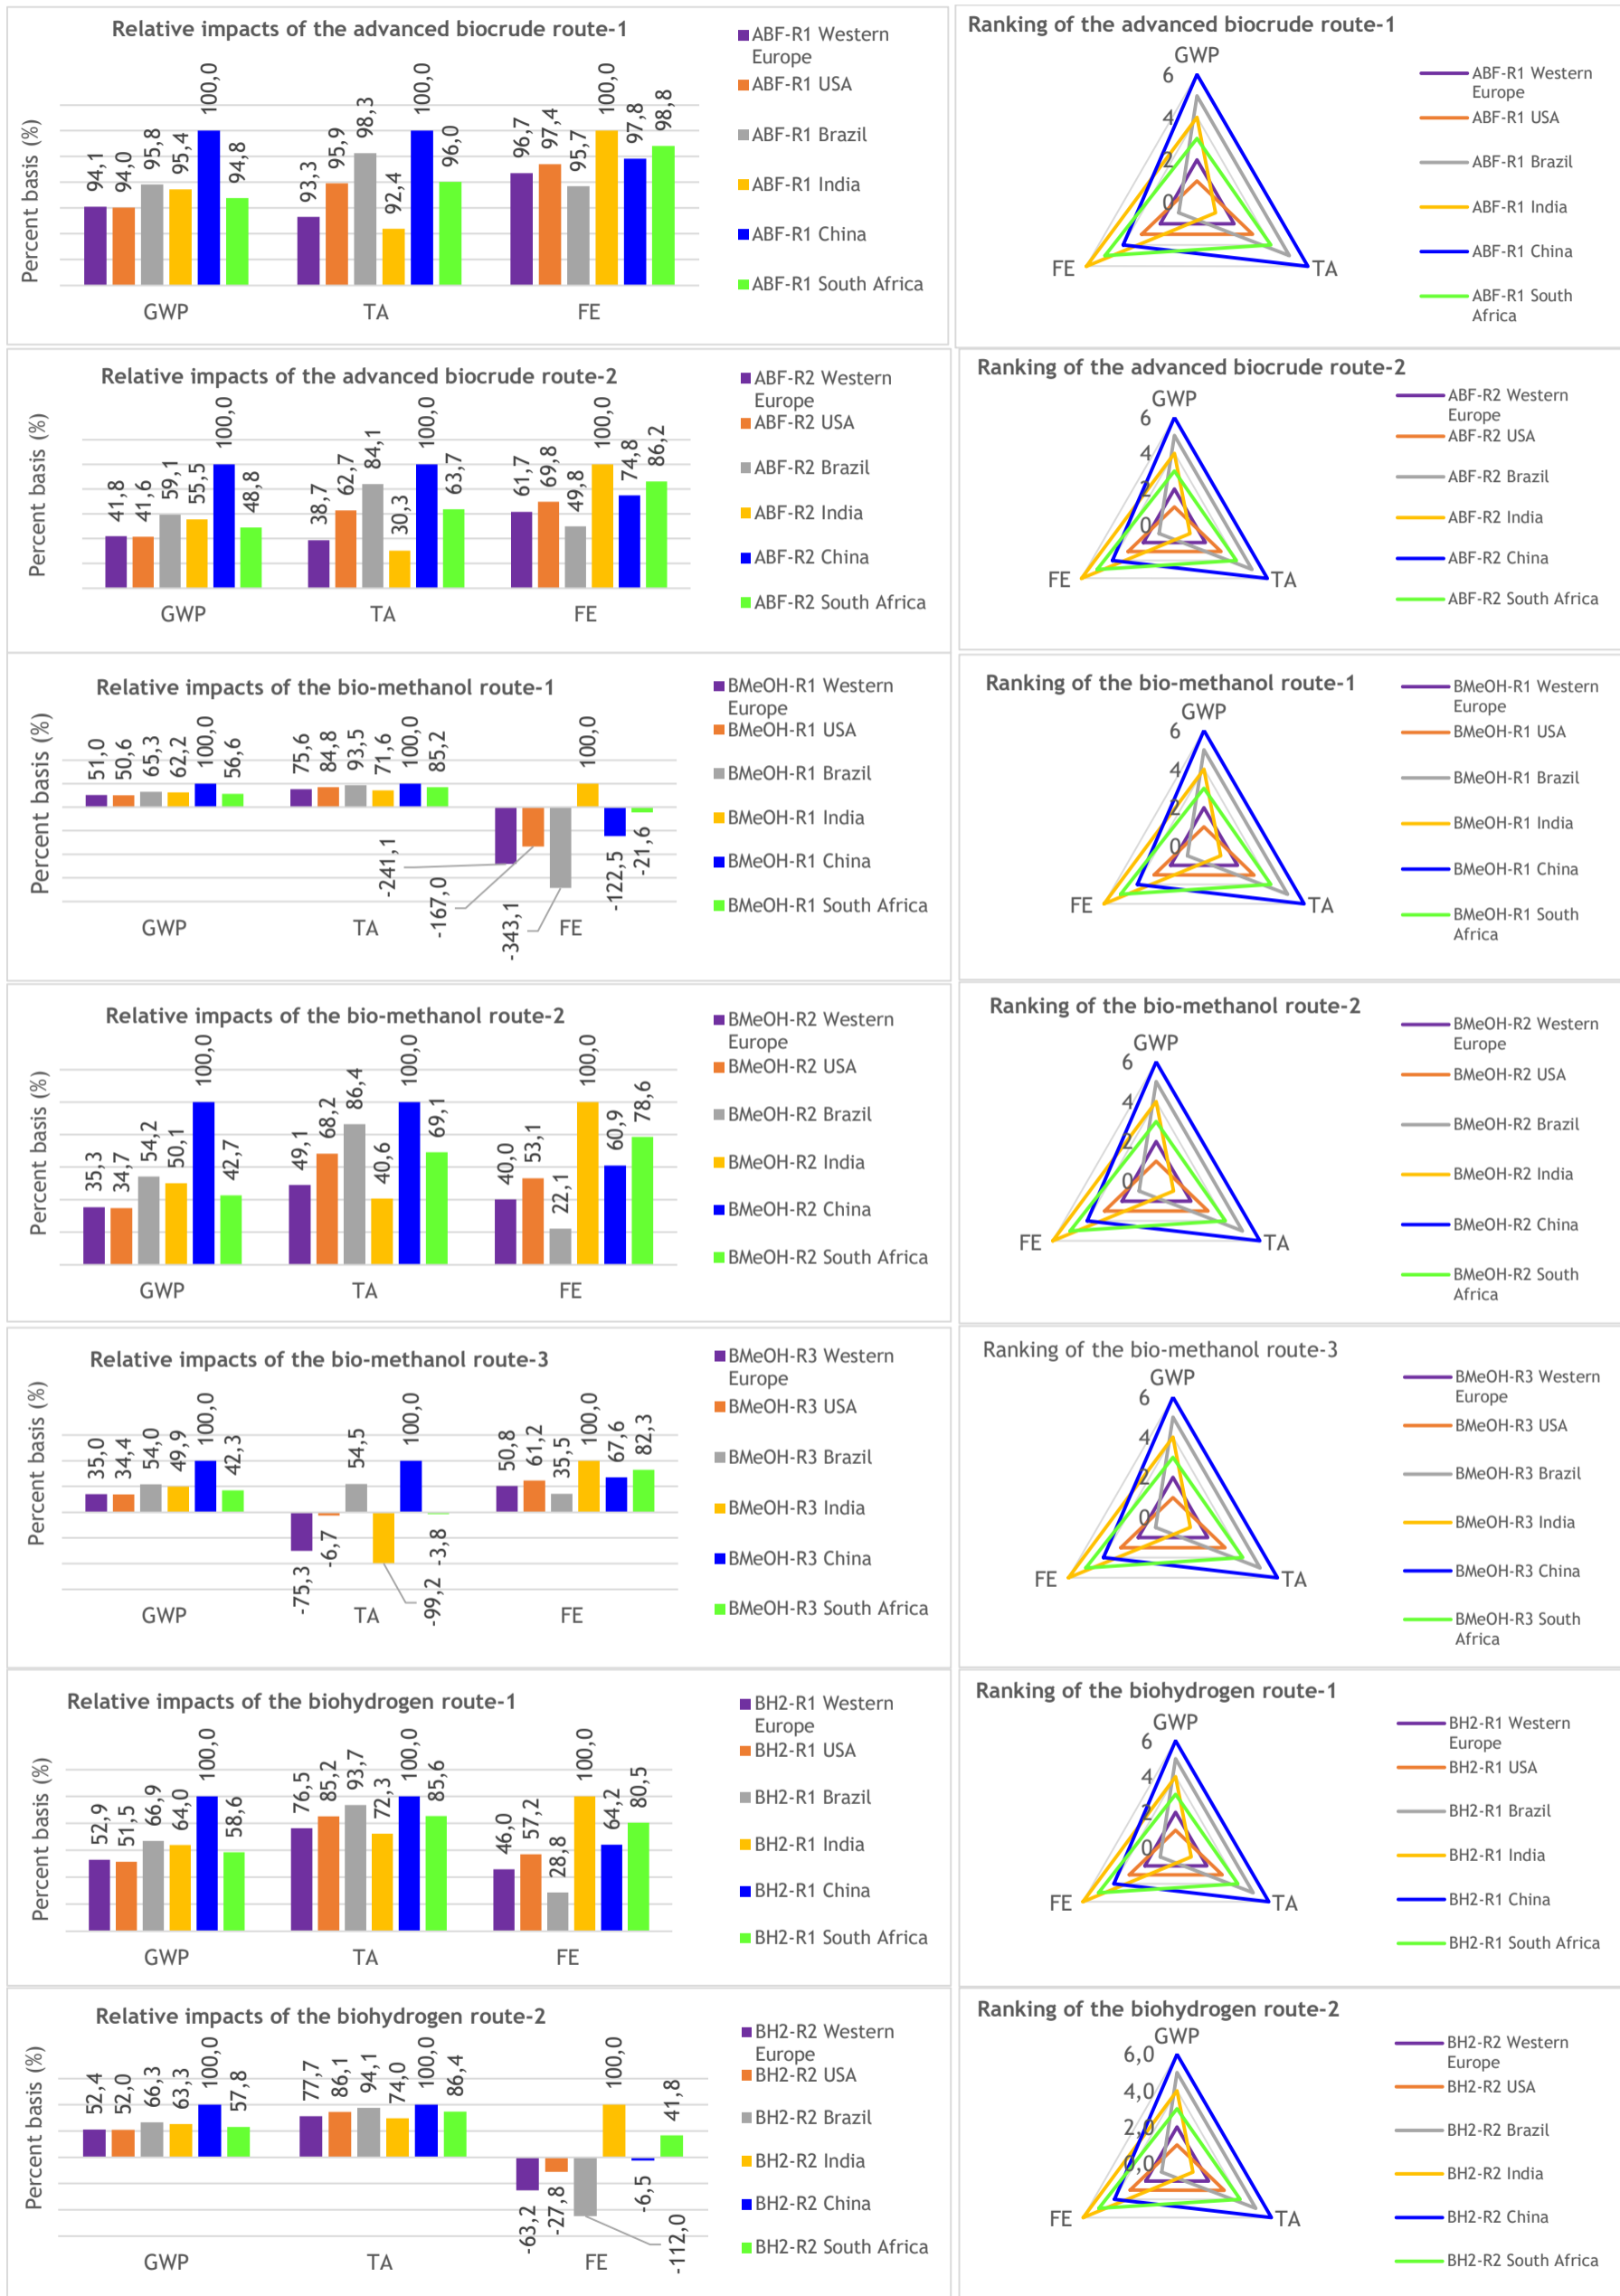 Relative impacts of the advanced biocrude route-1
Percent basis (%)
94,1
94,0
95,8
95,4
100,0
94,8
93,3
95,9
98,3
92,4
100,0
96,0
96,7
97,4
95,7
100,0
97,8
98,8
GWP
TA
FE
ABF-R1 Western
Europe
ABF-R1 USA
ABF-R1 Brazil
ABF-R1 India
ABF-R1 China
ABF-R1 South Africa
Ranking of the advanced biocrude route-1
GWP
6
4
2
0
FE
TA
ABF-R1 Western
Europe
ABF-R1 USA
ABF-R1 Brazil
ABF-R1 India
ABF-R1 China
ABF-R1 South
Africa
Relative impacts of the advanced biocrude route-2
Percent basis (%)
41,8
41,6
59,1
55,5
100,0
48,8
38,7
62,7
84,1
30,3
100,0
63,7
61,7
69,8
49,8
100,0
74,8
86,2
GWP
TA
FE
ABF-R2 Western
Europe
ABF-R2 USA
ABF-R2 Brazil
ABF-R2 India
ABF-R2 China
ABF-R2 South Africa
Ranking of the advanced biocrude route-2
GWP
6
4
2
0
FE
TA
ABF-R2 Western
Europe
ABF-R2 USA
ABF-R2 Brazil
ABF-R2 India
ABF-R2 China
ABF-R2 South Africa
Relative impacts of the bio-methanol route-1
Percent basis (%)
51,0
50,6
65,3
62,2
100,0
56,6
75,6
84,8
93,5
71,6
100,0
85,2
-241,1
-167,0
-343,1
100,0
-122,5
-21,6
GWP
TA
FE
BMeOH-R1 Western
Europe
BMeOH-R1 USA
BMeOH-R1 Brazil
BMeOH-R1 India
BMeOH-R1 China
BMeOH-R1 South Africa
Ranking of the bio-methanol route-1
GWP
6
4
2
0
FE
TA
BMeOH-R1 Western
Europe
BMeOH-R1 USA
BMeOH-R1 Brazil
BMeOH-R1 India
BMeOH-R1 China
BMeOH-R1 South
Africa
Relative impacts of the bio-methanol route-2
Percent basis (%)
35,3
34,7
54,2
50,1
100,0
42,7
49,1
68,2
86,4
40,6
100,0
69,1
40,0
53,1
22,1
100,0
60,9
78,6
GWP
TA
FE
BMeOH-R2 Western
Europe
BMeOH-R2 USA
BMeOH-R2 Brazil
BMeOH-R2 India
BMeOH-R2 China
BMeOH-R2 South Africa
Ranking of the bio-methanol route-2
GWP
6
4
2
0
FE
TA
BMeOH-R2 Western
Europe
BMeOH-R2 USA
BMeOH-R2 Brazil
BMeOH-R2 India
BMeOH-R2 China
BMeOH-R2 South
Africa
Relative impacts of the bio-methanol route-3
Percent basis (%)
35,0
34,4
54,0
49,9
100,0
42,3
-75,3
-6,7
54,5
-99,2
100,0
-3,8
50,8
61,2
35,5
100,0
67,6
82,3
GWP
TA
FE
BMeOH-R3 Western
Europe
BMeOH-R3 USA
BMeOH-R3 Brazil
BMeOH-R3 India
BMeOH-R3 China
BMeOH-R3 South Africa
Ranking of the bio-methanol route-3
GWP
6
4
2
0
FE
TA
BMeOH-R3 Western
Europe
BMeOH-R3 USA
BMeOH-R3 Brazil
BMeOH-R3 India
BMeOH-R3 China
BMeOH-R3 South
Africa
Relative impacts of the biohydrogen route-1
Percent basis (%)
52,9
51,5
66,9
64,0
100,0
58,6
76,5
85,2
93,7
72,3
100,0
85,6
46,0
57,2
28,8
100,0
64,2
80,5
GWP
TA
FE
BH2-R1 Western
Europe
BH2-R1 USA
BH2-R1 Brazil
BH2-R1 India
BH2-R1 China
BH2-R1 South Africa
Ranking of the biohydrogen route-1
GWP
6
4
2
0
FE
TA
BH2-R1 Western
Europe
BH2-R1 USA
BH2-R1 Brazil
BH2-R1 India
BH2-R1 China
BH2-R1 South Africa
Relative impacts of the biohydrogen route-2
Percent basis (%)
52,4
52,0
66,3
63,3
100,0
57,8
77,7
86,1
94,1
74,0
100,0
86,4
-63,2
-27,8
-112,0
100,0
-6,5
41,8
GWP
TA
FE
BH2-R2 Western
Europe
BH2-R2 USA
BH2-R2 Brazil
BH2-R2 India
BH2-R2 China
BH2-R2 South Africa
Ranking of the biohydrogen route-2
GWP
6,0
4,0
2,0
0,0
FE
TA
BH2-R2 Western
Europe
BH2-R2 USA
BH2-R2 Brazil
BH2-R2 India
BH2-R2 China
BH2-R2 South Africa